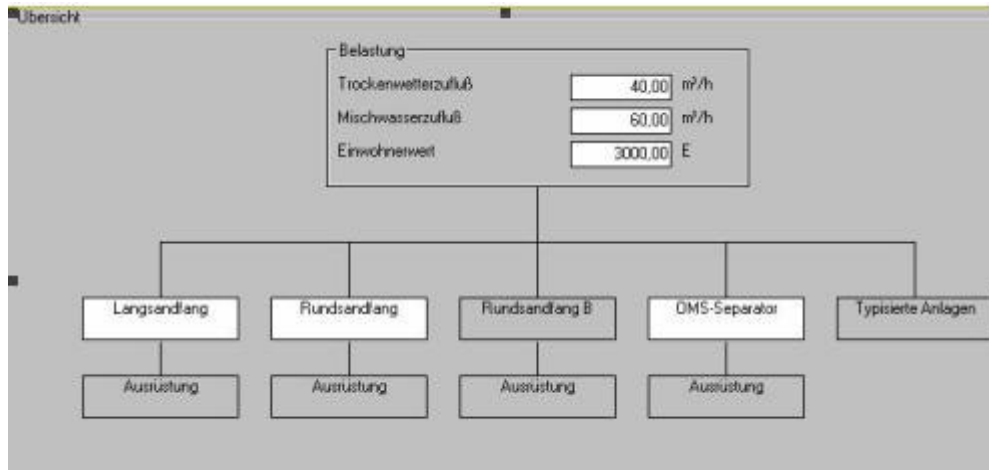 Übersicht
Belastung
Trockenwetterzufluß 40,00 m³/h
Mischwasserzufluß 60,00 m³/h
Einwohnerwert 3000,00 E
Langsandfang Rundsandfang Rundsandfang B OMS-Separator Typisierte Anlagen
Ausrüstung Ausrüstung Ausrüstung Ausrüstung